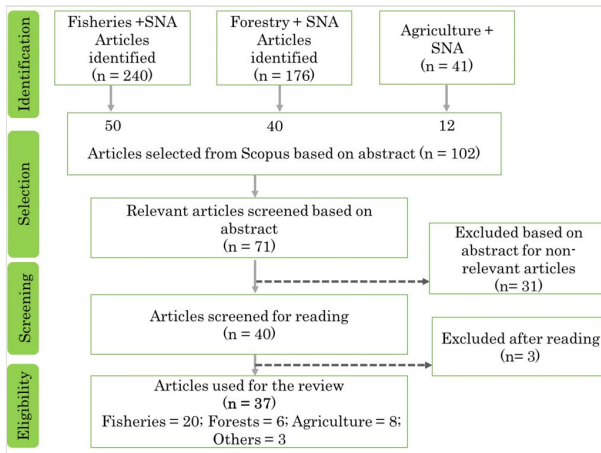 Identification
Fisheries +SNA
Articles
identified
(n = 240)
Forestry + SNA
Articles
identified
(n = 176)
Agriculture +
SNA
(n = 41)
50
40
12
Articles selected from Scopus based on abstract (n = 102)
Selection
Relevant articles screened based on
abstract
(n = 71)
Excluded based on
abstract for non-
relevant articles
(n= 31)
Screening
Articles screened for reading
(n = 40)
Excluded after reading
(n= 3)
Eligibility
Articles used for the review
(n = 37)
Fisheries = 20; Forests = 6; Agriculture = 8;
Others = 3